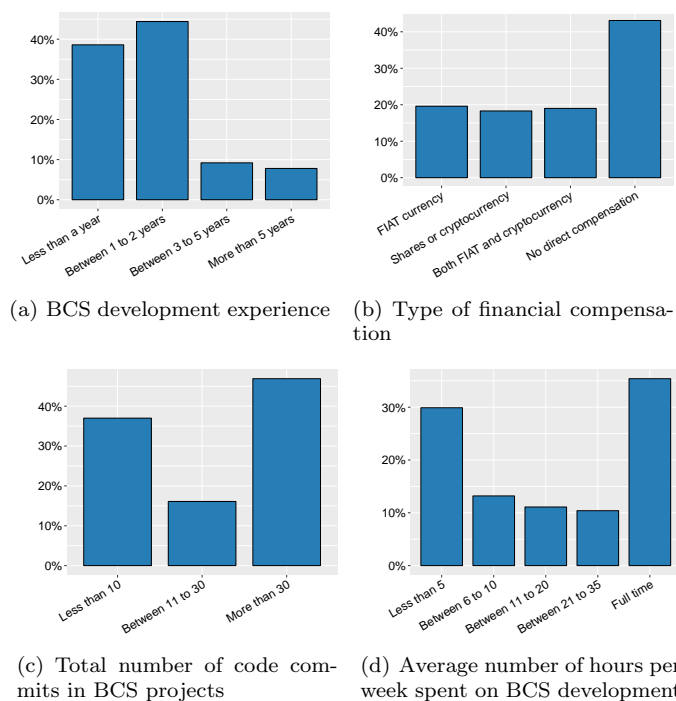 40%
30%
20%
10%
0%
Less than a year
Between 1 to 2 years
Between 3 to 5 years
More than 5 years
(a) BCS development experience
40%
30%
20%
10%
0%
FIAT currency
Shares or cryptocurrency
Both FIAT and cryptocurrency
No direct compensation
(b) Type of financial compensa-
tion
40%
30%
20%
10%
0%
Less than 10
Between 11 to 30
More than 30
(c) Total number of code com-
mits in BCS projects
30%
20%
10%
0%
Less than 5
Between 6 to 10
Between 11 to 20
Between 21 to 35
Full time
(d) Average number of hours per
week spent on BCS development